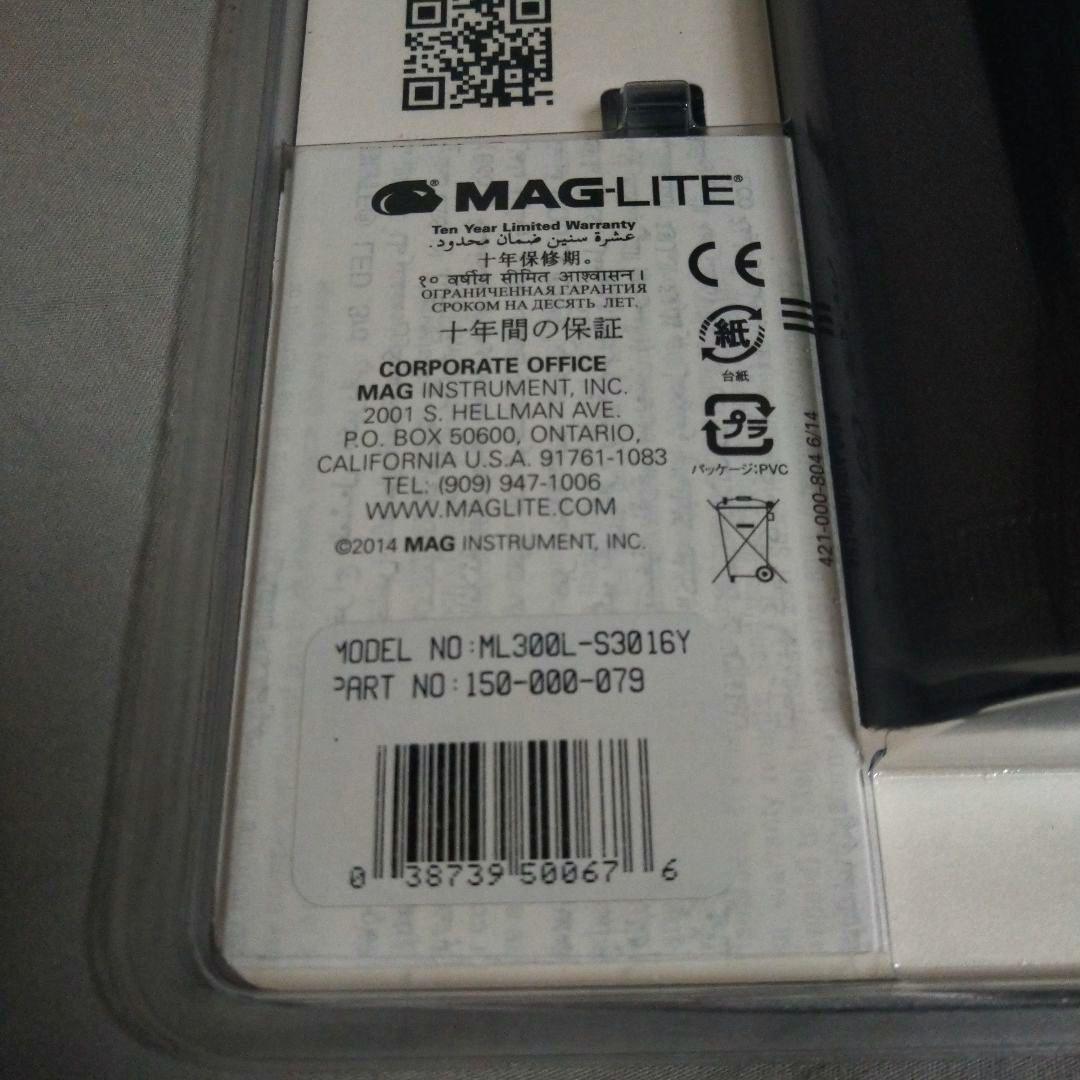 MAG-LITE®
Ten Year Limited Warranty
عشرة سنين ضمان محدود.
十年保修期。
१० वर्षीय सीमित आश्वासन।
ОГРАНИЧЕННАЯ ГАРАНТИЯ
СРОКОМ НА ДЕСЯТЬ ЛЕТ.
十年間の保証
CORPORATE OFFICE
MAG INSTRUMENT, INC.
2001 S. HELLMAN AVE.
P.O. BOX 50600, ONTARIO,
CALIFORNIA U.S.A. 91761-1083
TEL: (909) 947-1006
WWW.MAGLITE.COM
©2014 MAG INSTRUMENT, INC.
CE
紙
台紙
プラ
パッケージ:PVC
421-000-804 6/14
MODEL NO:ML300L-S3016Y
PART NO:150-000-079
0 38739 50067 6